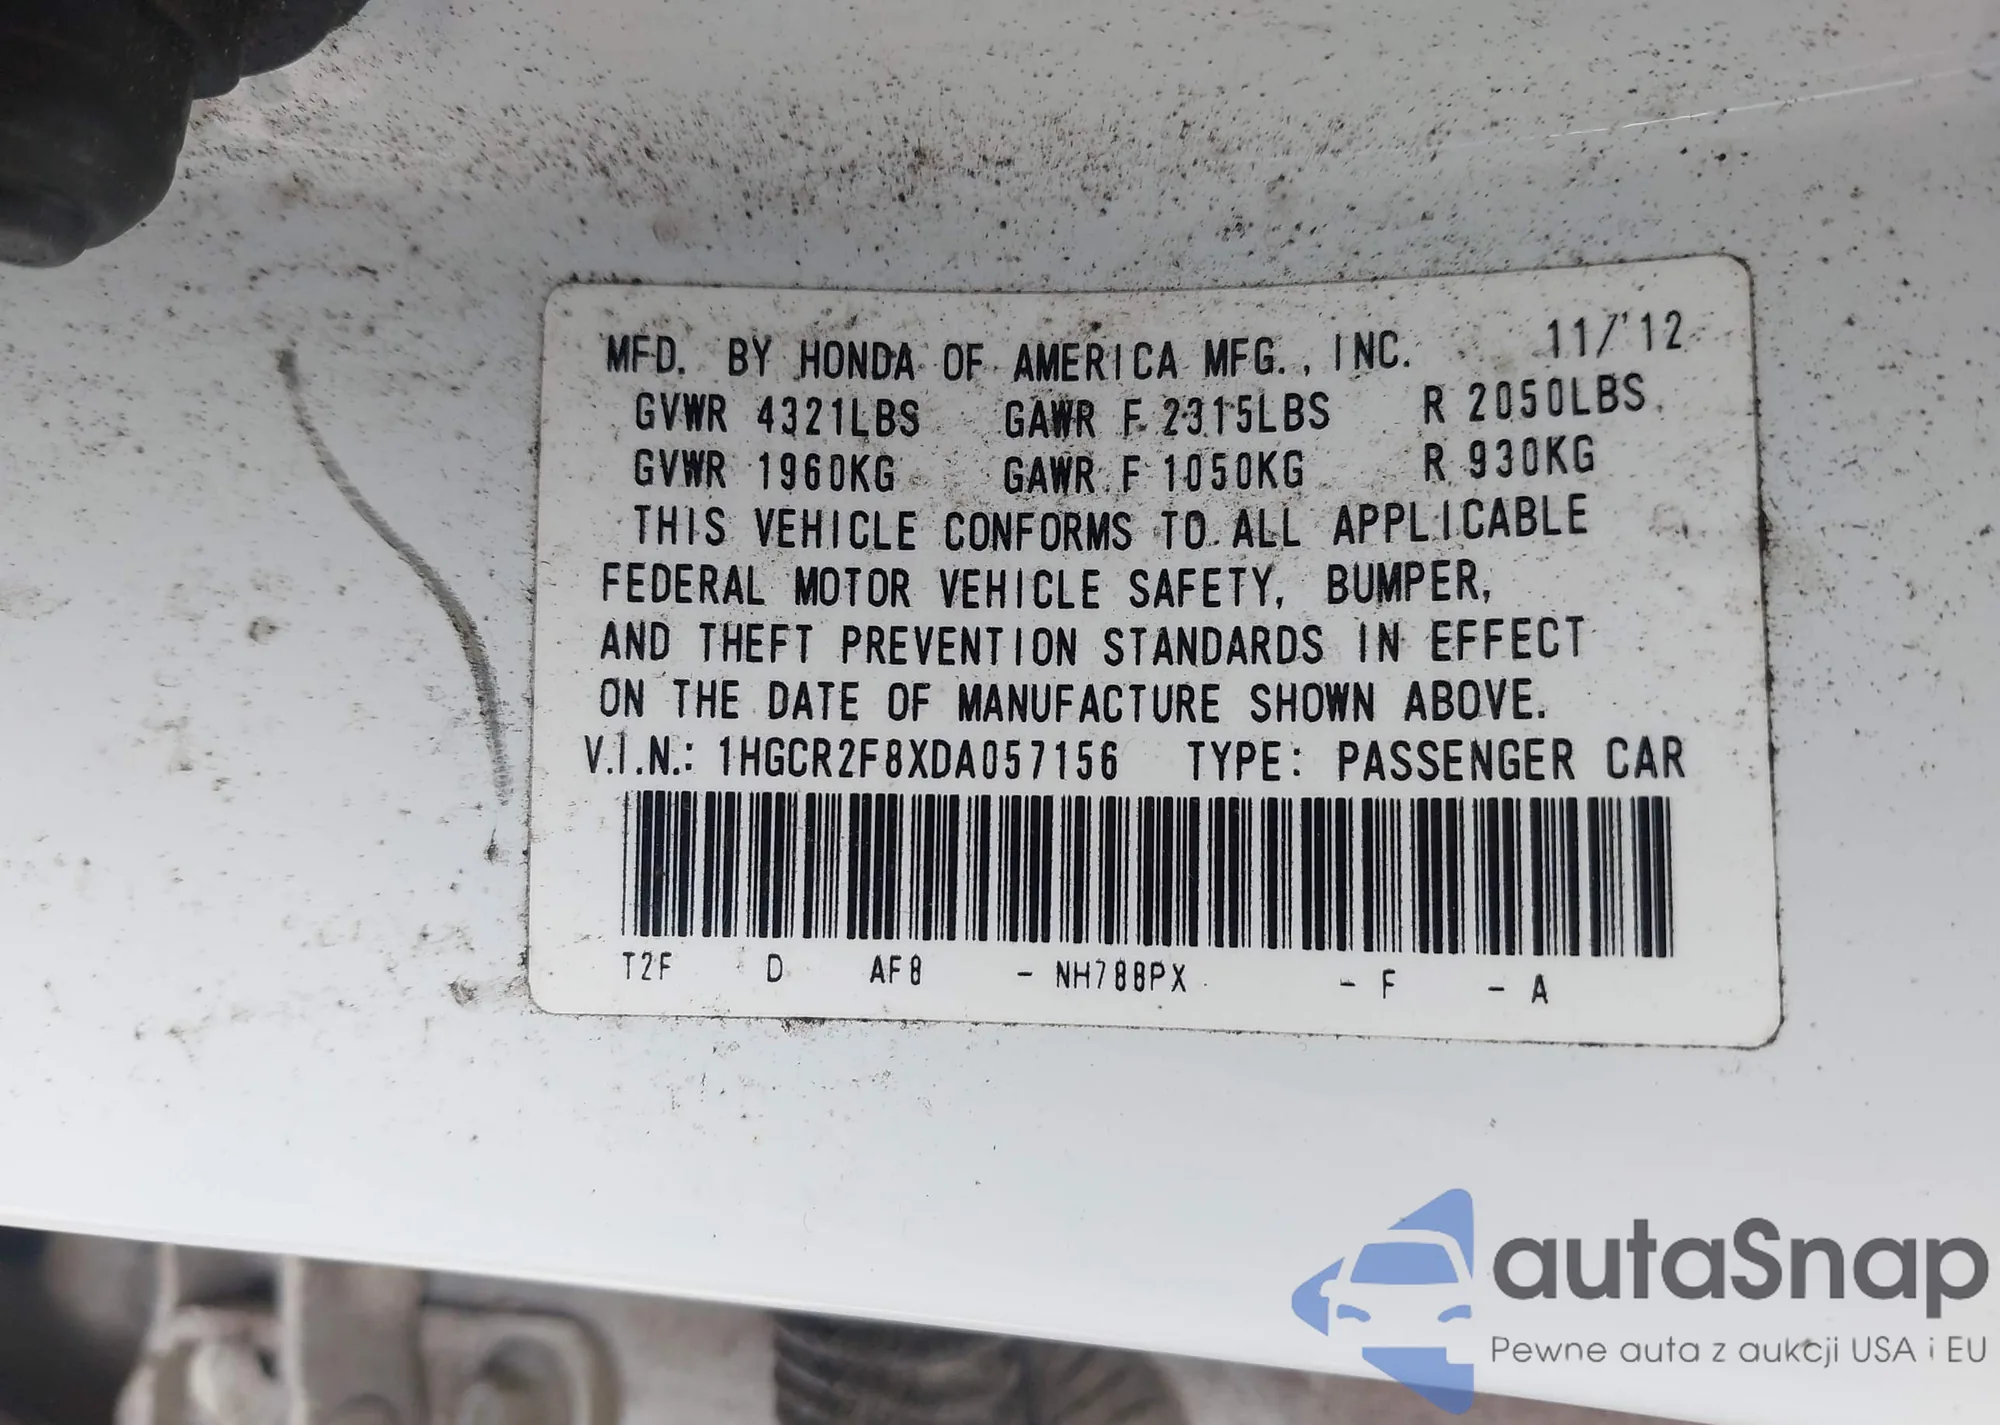 MFD. BY HONDA OF AMERICA MFG., INC. 11/'12
GVWR 4321LBS GAWR F 2315LBS R 2050LBS
GVWR 1960KG GAWR F 1050KG R 930KG
THIS VEHICLE CONFORMS TO ALL APPLICABLE
FEDERAL MOTOR VEHICLE SAFETY, BUMPER,
AND THEFT PREVENTION STANDARDS IN EFFECT
ON THE DATE OF MANUFACTURE SHOWN ABOVE.
V.I.N.: 1HGCR2F8XDA057156 TYPE: PASSENGER CAR
T2F D AF8 - NH788PX - F - A
autaSnap
Pewne auta z aukcji USA i EU